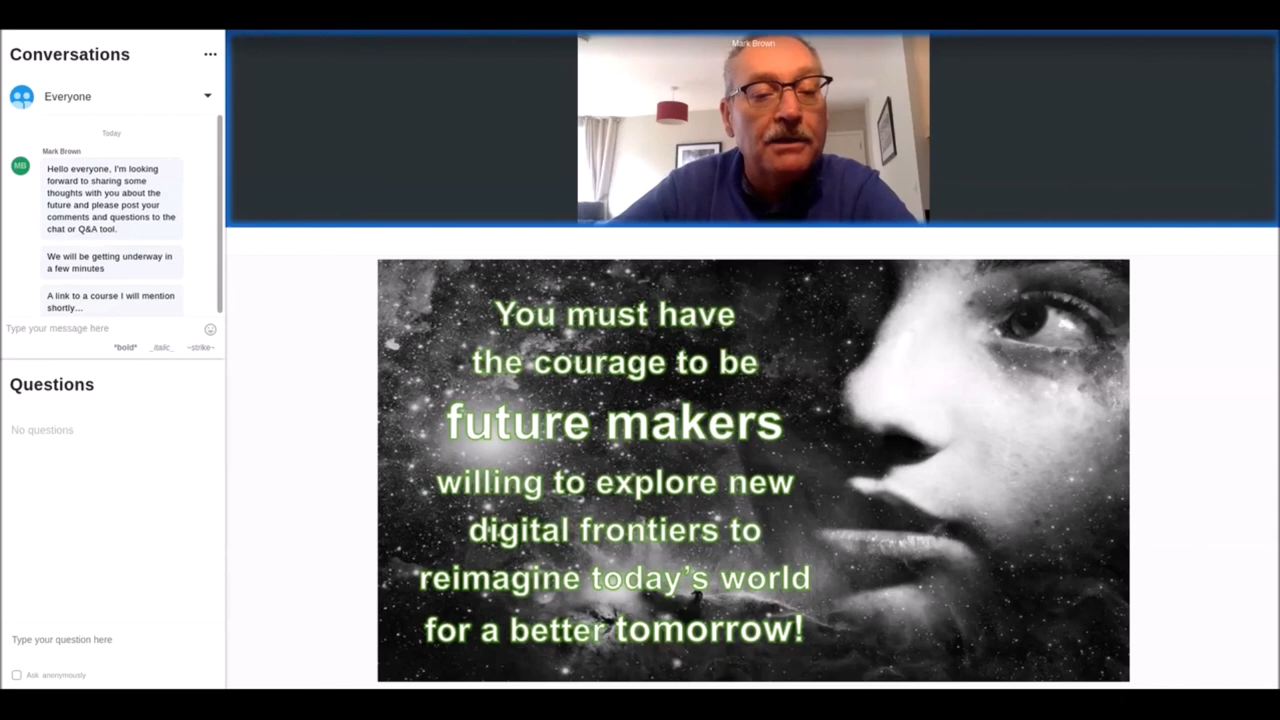 Conversations
Everyone
Today
Mark Brown
MB
Hello everyone, I'm looking
forward to sharing some
thoughts with you about the
future and please post your
comments and questions to the
chat or Q&A tool.
We will be getting underway in
a few minutes
A link to a course I will mention
shortly...
Type your message here
*bold* _italic_ ~strike~
Questions
No questions
Type your question here
Ask anonymously
Mark Brown
You must have
the courage to be
future makers
willing to explore new
digital frontiers to
reimagine today's world
for a better tomorrow!